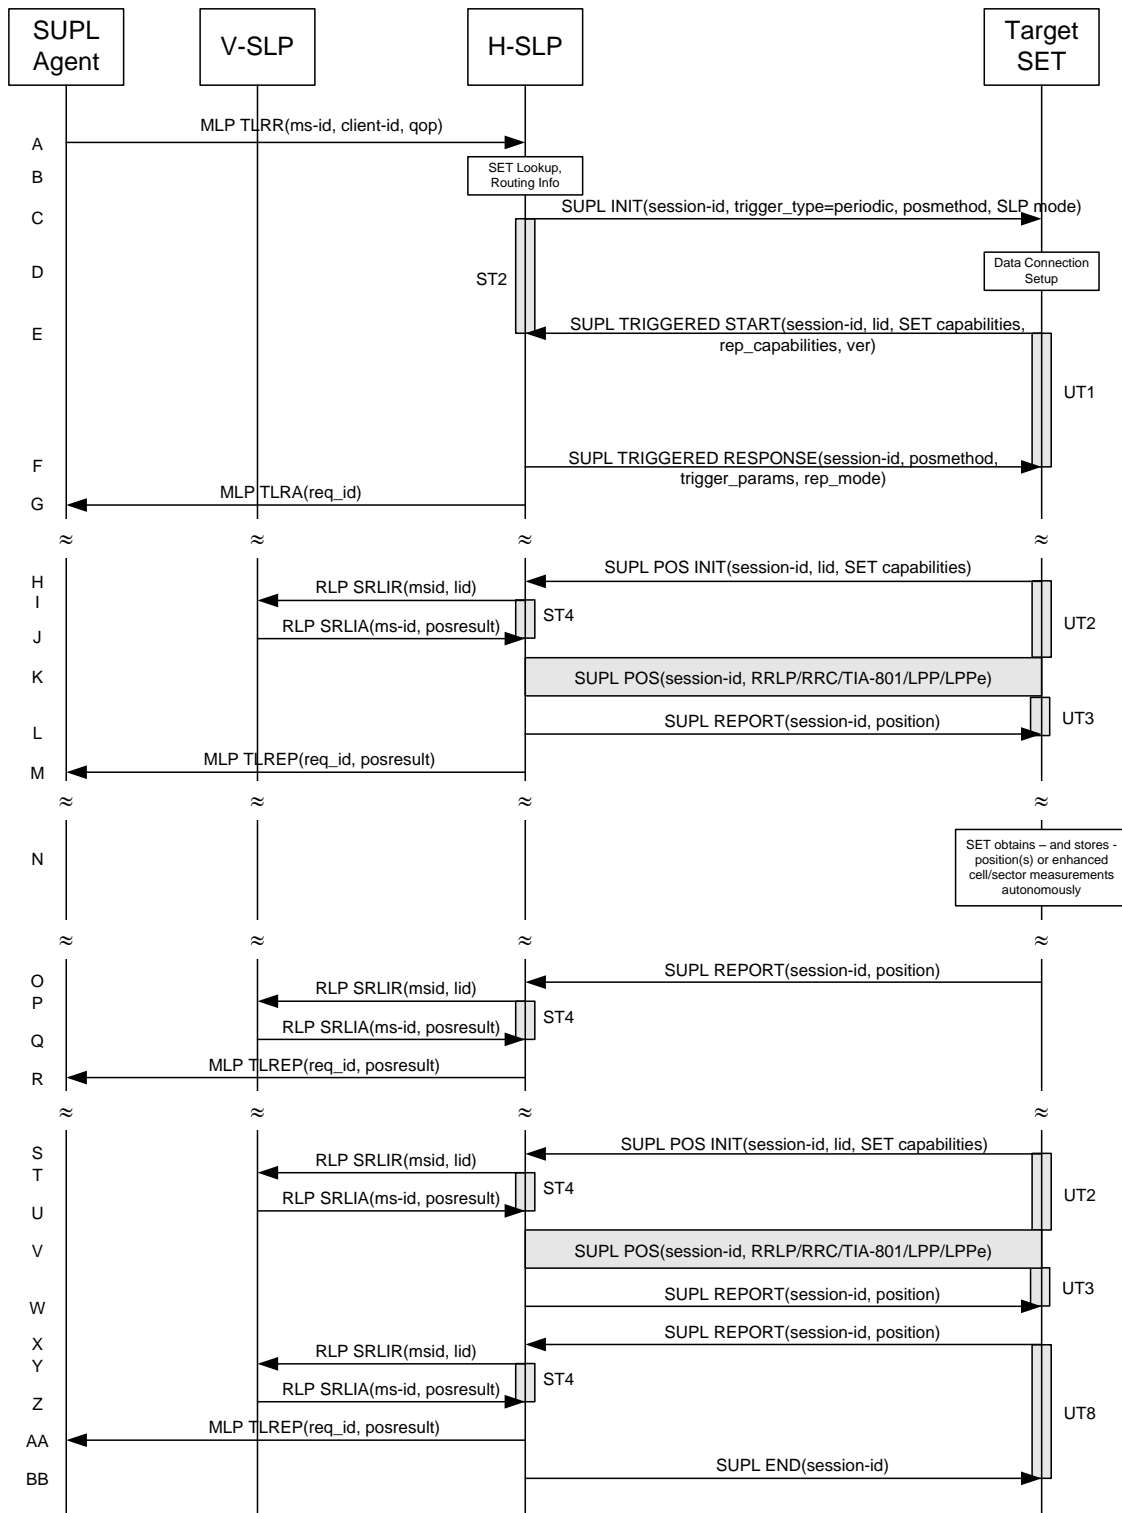 SUPL
Agent
V-SLP
H-SLP
Target
SET
A
MLP TLRR(ms-id, client-id, qop)
B
SET Lookup,
Routing Info
C
SUPL INIT(session-id, trigger_type=periodic, posmethod, SLP mode)
D
ST2
Data Connection
Setup
E
SUPL TRIGGERED START(session-id, lid, SET capabilities,
rep_capabilities, ver)
UT1
F
SUPL TRIGGERED RESPONSE(session-id, posmethod,
trigger_params, rep_mode)
G
MLP TLRA(req_id)
≈ ≈ ≈ ≈
H
SUPL POS INIT(session-id, lid, SET capabilities)
I
RLP SRLIR(msid, lid)
ST4
UT2
J
RLP SRLIA(ms-id, posresult)
K
SUPL POS(session-id, RRLP/RRC/TIA-801/LPP/LPPe)
L
SUPL REPORT(session-id, position)
UT3
M
MLP TLREP(req_id, posresult)
≈ ≈ ≈ ≈
N
SET obtains – and stores -
position(s) or enhanced
cell/sector measurements
autonomously
≈ ≈ ≈ ≈
O
SUPL REPORT(session-id, position)
P
RLP SRLIR(msid, lid)
ST4
Q
RLP SRLIA(ms-id, posresult)
R
MLP TLREP(req_id, posresult)
≈ ≈ ≈ ≈
S
SUPL POS INIT(session-id, lid, SET capabilities)
T
RLP SRLIR(msid, lid)
ST4
UT2
U
RLP SRLIA(ms-id, posresult)
V
SUPL POS(session-id, RRLP/RRC/TIA-801/LPP/LPPe)
UT3
W
SUPL REPORT(session-id, position)
X
SUPL REPORT(session-id, position)
Y
RLP SRLIR(msid, lid)
ST4
Z
RLP SRLIA(ms-id, posresult)
UT8
AA
MLP TLREP(req_id, posresult)
BB
SUPL END(session-id)